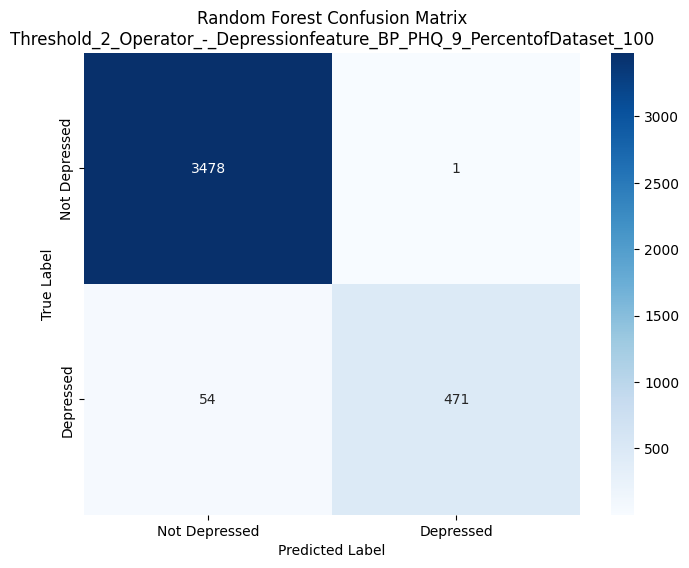 Random Forest Confusion Matrix
Threshold_2_Operator_-_Depressionfeature_BP_PHQ_9_PercentofDataset_100
True Label
Not Depressed
3478
1
Depressed
54
471
Not Depressed
Depressed
Predicted Label
3000
2500
2000
1500
1000
500